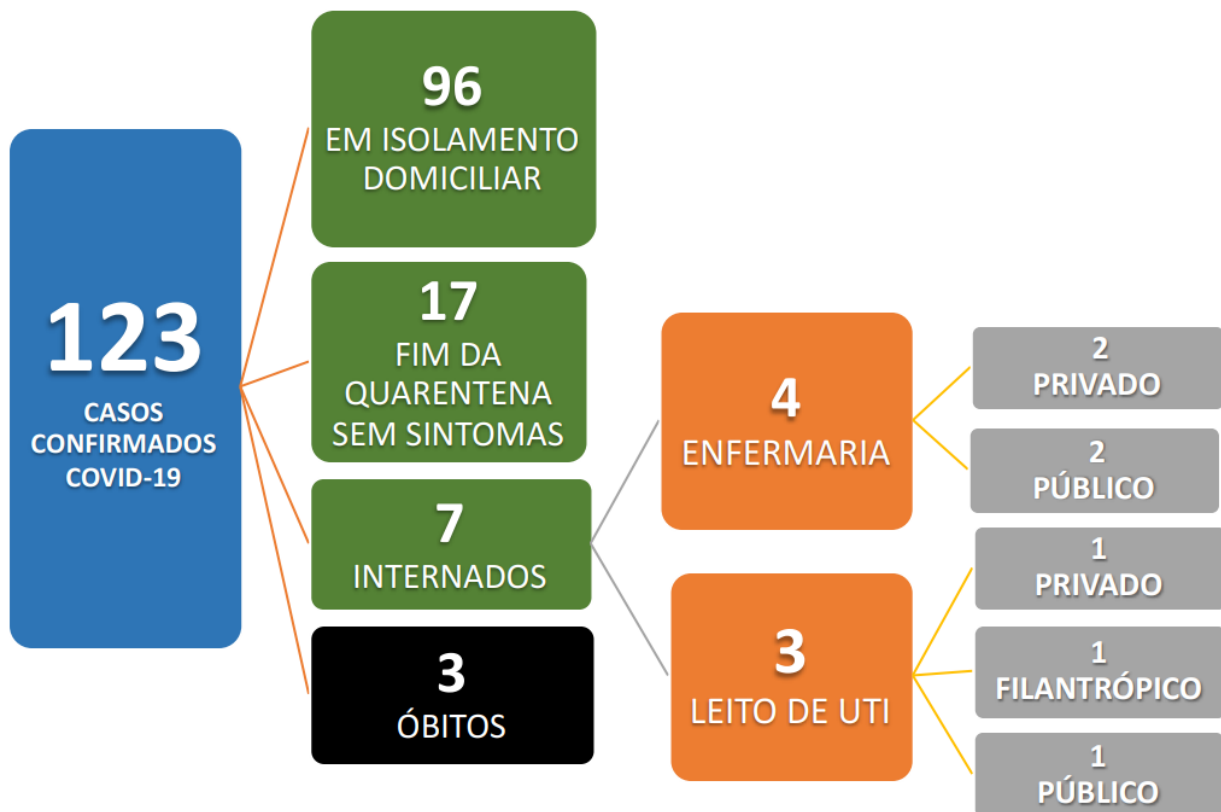 123
CASOS
CONFIRMADOS
COVID-19
96
EM ISOLAMENTO
DOMICILIAR
17
FIM DA
QUARENTENA
SEM SINTOMAS
7
INTERNADOS
3
ÓBITOS
4
ENFERMARIA
3
LEITO DE UTI
2
PRIVADO
2
PÚBLICO
1
PRIVADO
1
FILANTRÓPICO
1
PÚBLICO